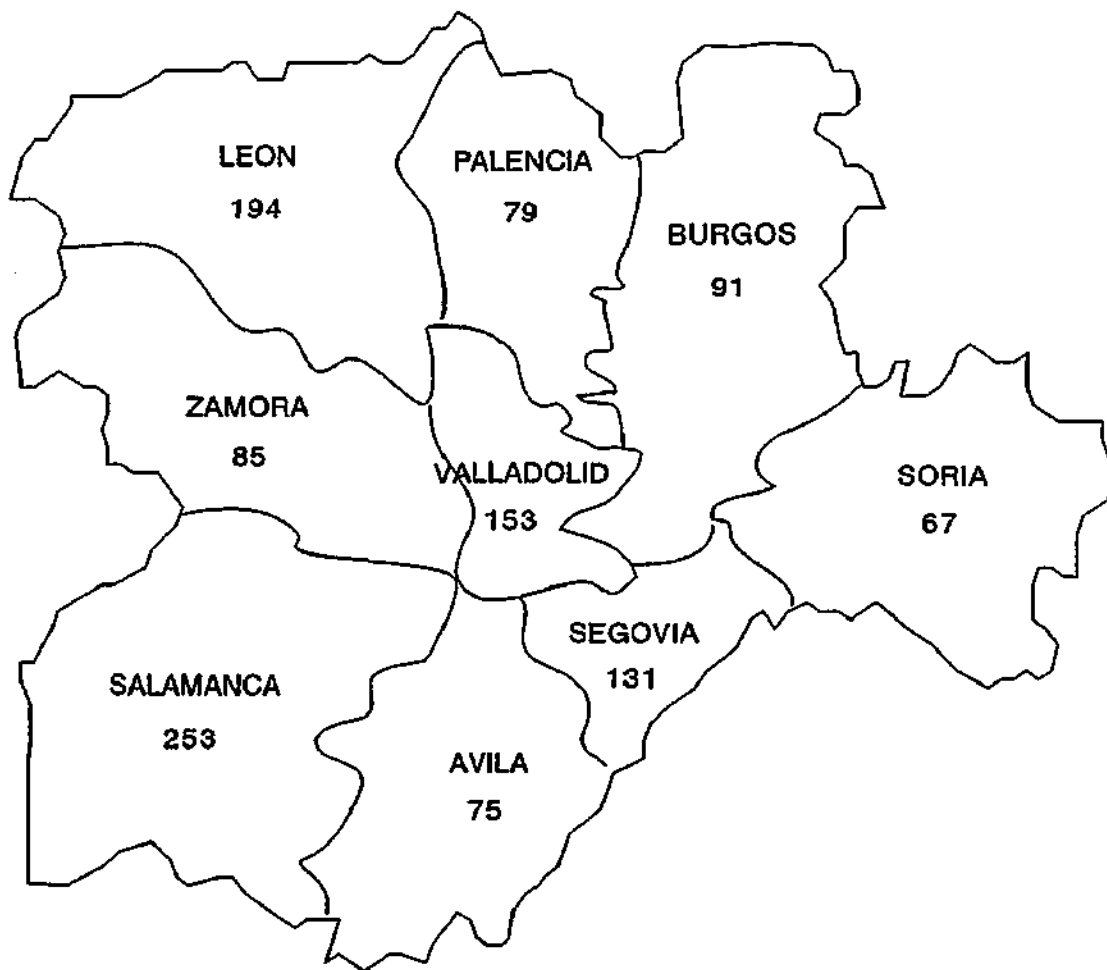 LEON
194
PALENCIA
79
BURGOS
91
ZAMORA
85
VALLADOLID
153
SORIA
67
SALAMANCA
253
AVILA
75
SEGOVIA
131